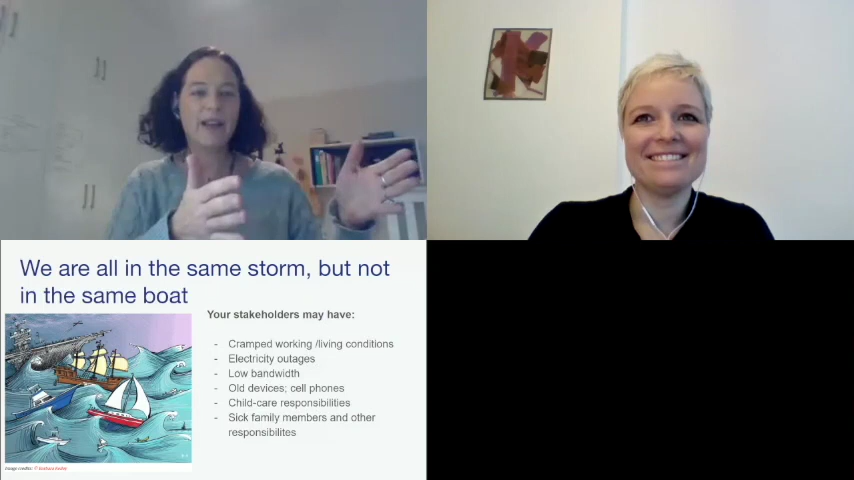 We are all in the same storm, but not
in the same boat
Your stakeholders may have:
- Cramped working /living conditions
- Electricity outages
- Low bandwidth
- Old devices; cell phones
- Child-care responsibilities
- Sick family members and other
responsibilites
Image credits: ©